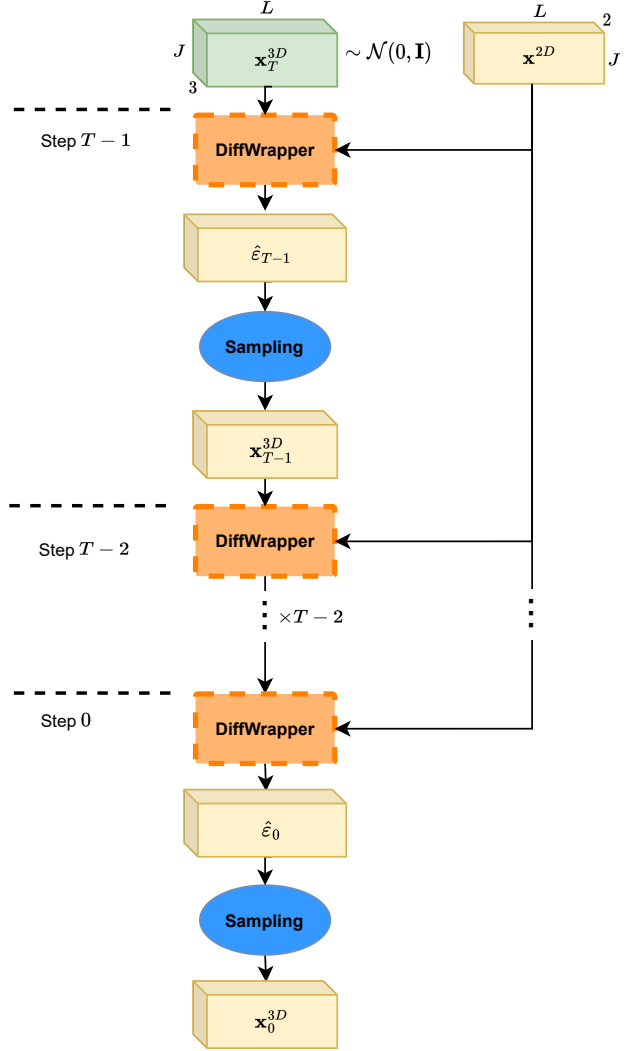 L
L
2
J
x_T^{3D}
∼ 𝒩(0, I)
x^{2D}
J
3
Step T − 1
DiffWrapper
ε̂_{T−1}
Sampling
x_{T−1}^{3D}
Step T − 2
DiffWrapper
⋮ ×T − 2
⋮
Step 0
DiffWrapper
ε̂_0
Sampling
x_0^{3D}